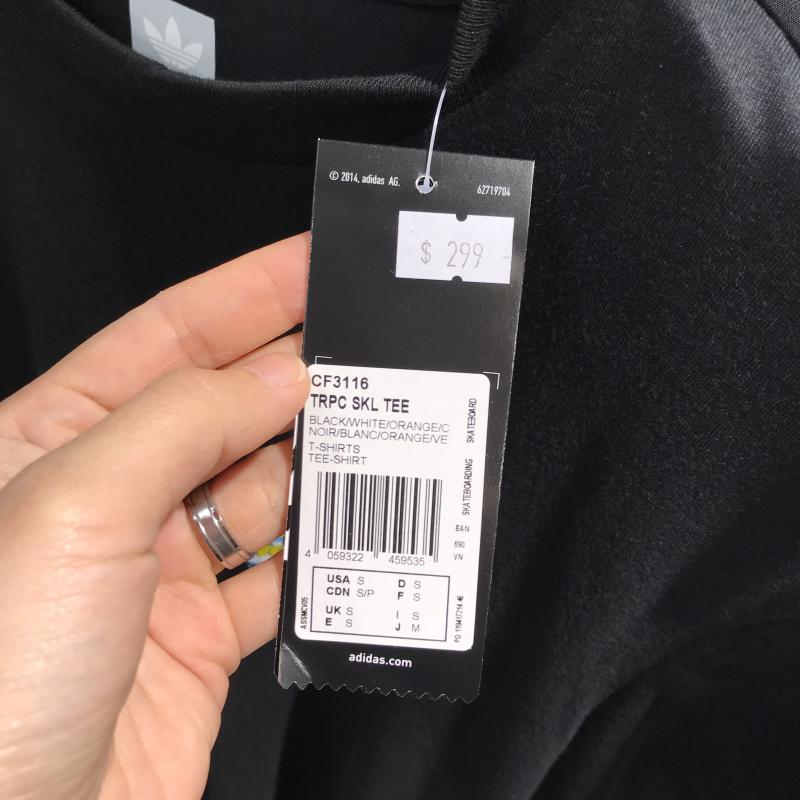 © 2014, adidas AG.
62719704
$ 299
CF3116
TRPC SKL TEE
BLACK/WHITE/ORANGE/C
NOIR/BLANC/ORANGE/VE
T-SHIRTS
TEE-SHIRT
SKATEBOARD
SKATEBOARDING
EAN
690
VN
4 059322 459535
USA S D S
CDN S/P F S
UK S I S
E S J M
ASSMCV05
adidas.com